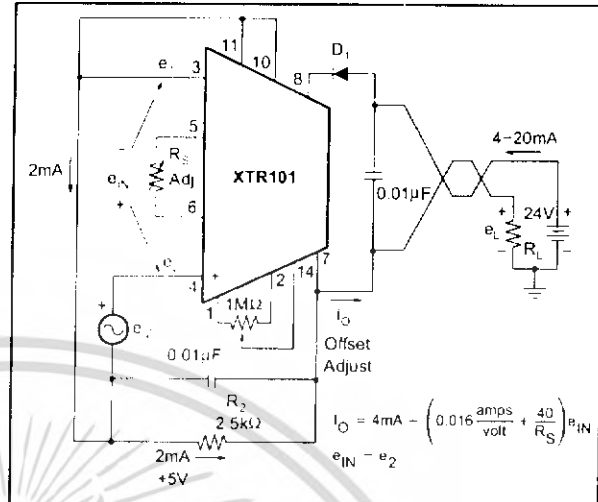 11
10
D1
3
e1
8
5
4–20mA
2mA
RS
Adj
eIN
XTR101
0.01µF
6
24V
eL
RL
7
14
2
e2
4
1
1MΩ
iO
Offset
Adjust
e2
0.01µF
R2
2.5kΩ
2mA
+5V
IO = 4mA – (0.016 amps/volt + 40/RS) eIN
eIN – e2